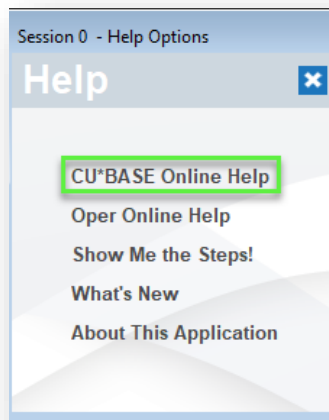 Session 0 - Help Options
Help
CU*BASE Online Help
Oper Online Help
Show Me the Steps!
What's New
About This Application